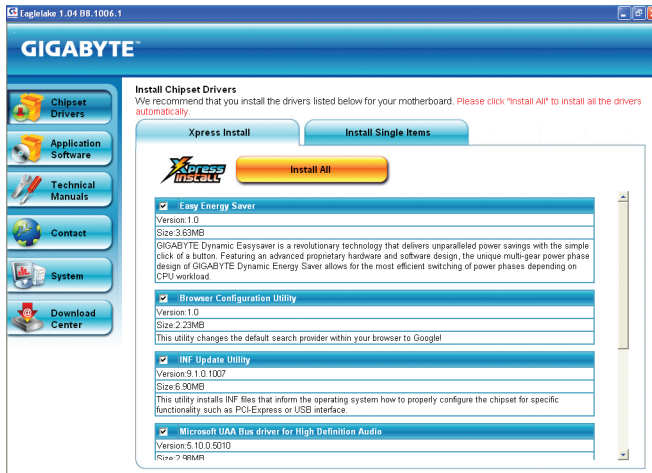 Eaglelake 1.04 B8.1006.1
GIGABYTE™
Chipset
Drivers
Application
Software
Technical
Manuals
Contact
System
Download
Center
Install Chipset Drivers
We recommend that you install the drivers listed below for your motherboard. Please click "Install All" to install all the drivers
automatically.
Xpress Install
Install Single Items
Xpress
INSTALL
Install All
Easy Energy Saver
Version:1.0
Size:3.63MB
GIGABYTE Dynamic Easysaver is a revolutionary technology that delivers unparalleled power savings with the simple
click of a button. Featuring an advanced proprietary hardware and software design, the unique multi-gear power phase
design of GIGABYTE Dynamic Energy Saver allows for the most efficient switching of power phases depending on
CPU workload.
Browser Configuration Utility
Version:1.0
Size:2.23MB
This utility changes the default search provider within your browser to Google!
INF Update Utility
Version:9.1.0.1007
Size:6.90MB
This utility installs INF files that inform the operating system how to properly configure the chipset for specific
functionality such as PCI-Express or USB interface.
Microsoft UAA Bus driver for High Definition Audio
Version:5.10.0.5010
Size:2.98MB